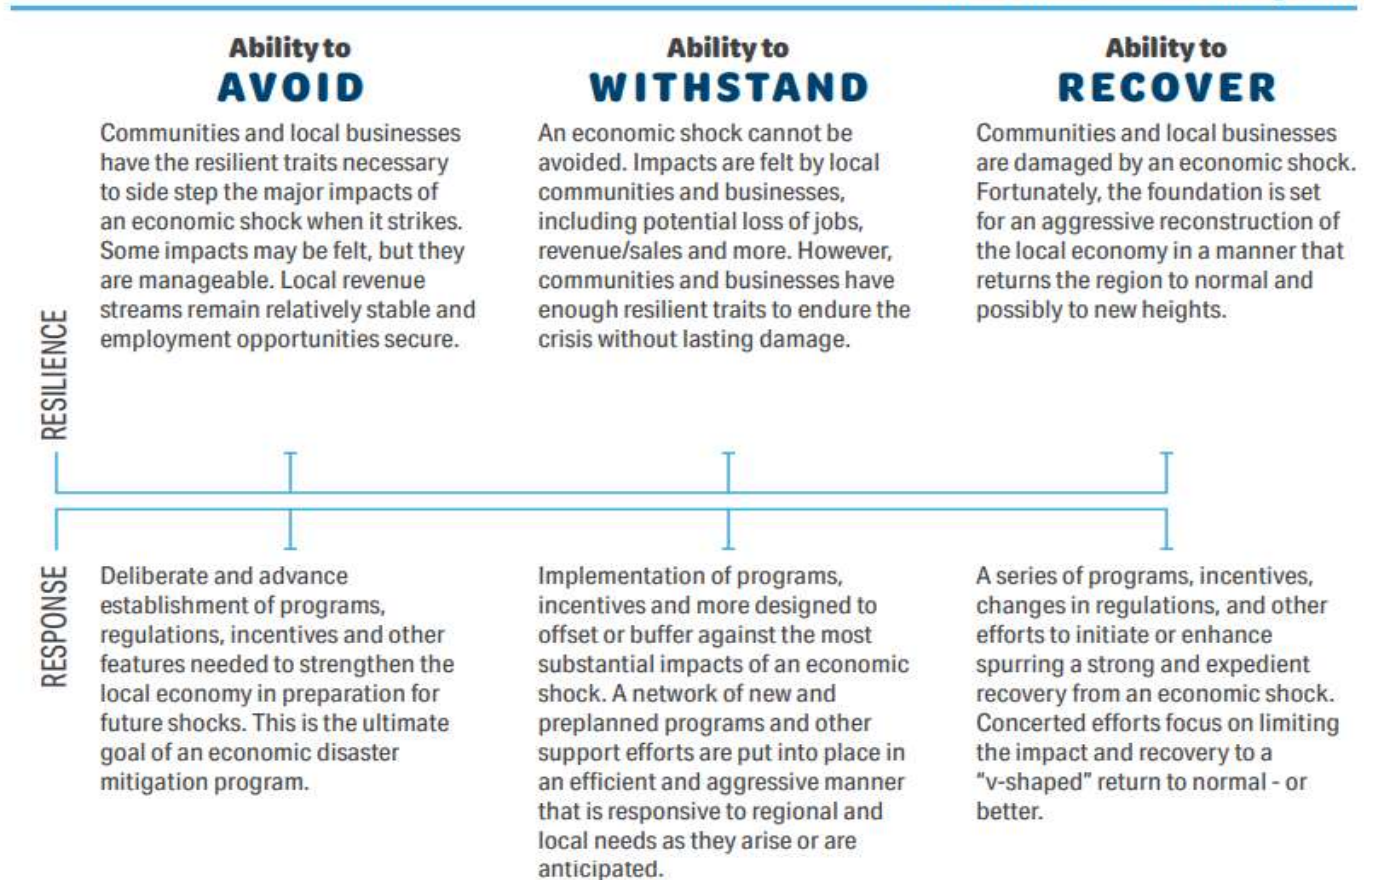 Ability to
AVOID
Communities and local businesses
have the resilient traits necessary
to side step the major impacts of
an economic shock when it strikes.
Some impacts may be felt, but they
are manageable. Local revenue
streams remain relatively stable and
employment opportunities secure.
Ability to
WITHSTAND
An economic shock cannot be
avoided. Impacts are felt by local
communities and businesses,
including potential loss of jobs,
revenue/sales and more. However,
communities and businesses have
enough resilient traits to endure the
crisis without lasting damage.
Ability to
RECOVER
Communities and local businesses
are damaged by an economic shock.
Fortunately, the foundation is set
for an aggressive reconstruction of
the local economy in a manner that
returns the region to normal and
possibly to new heights.
RESILIENCE
RESPONSE
Deliberate and advance
establishment of programs,
regulations, incentives and other
features needed to strengthen the
local economy in preparation for
future shocks. This is the ultimate
goal of an economic disaster
mitigation program.
Implementation of programs,
incentives and more designed to
offset or buffer against the most
substantial impacts of an economic
shock. A network of new and
preplanned programs and other
support efforts are put into place in
an efficient and aggressive manner
that is responsive to regional and
local needs as they arise or are
anticipated.
A series of programs, incentives,
changes in regulations, and other
efforts to initiate or enhance
spurring a strong and expedient
recovery from an economic shock.
Concerted efforts focus on limiting
the impact and recovery to a
“v-shaped” return to normal - or
better.